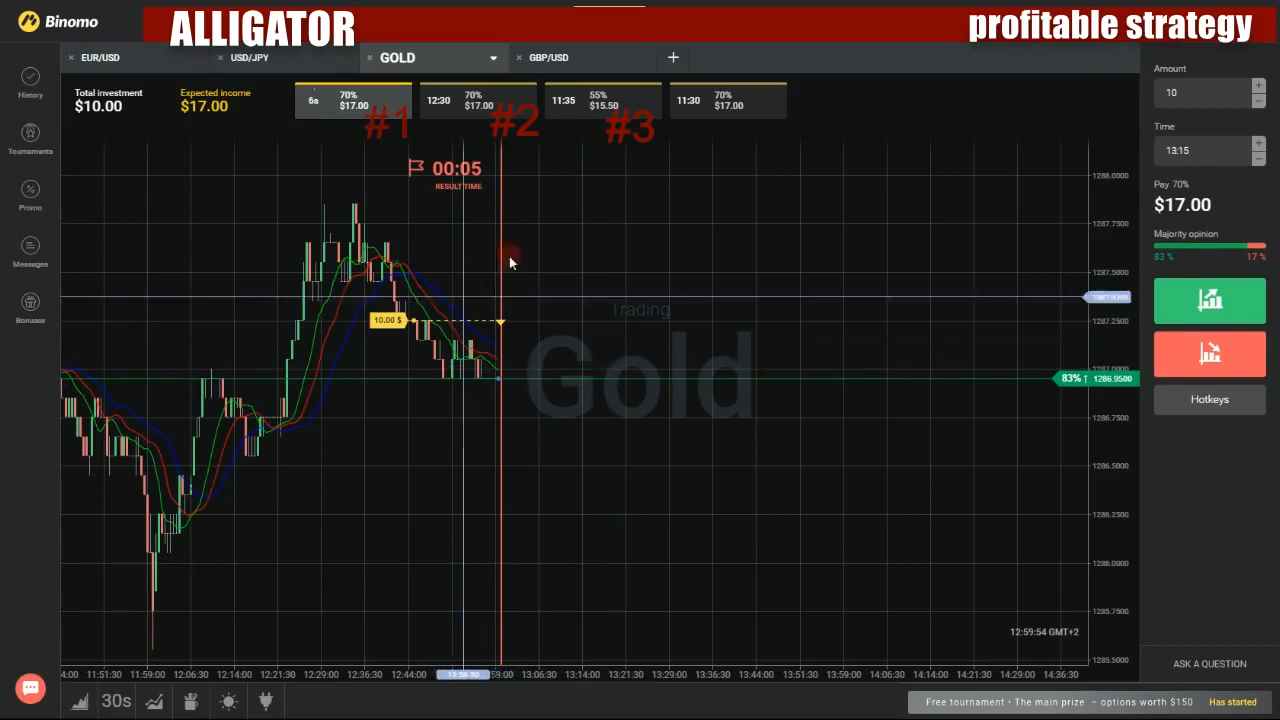 Binomo
ALLIGATOR
profitable strategy
EUR/USD
USD/JPY
GOLD
GBP/USD
Total investment
$10.00
Expected income
$17.00
6s 70% $17.00
12:30 70% $17.00
11:35 55% $15.50
11:30 70% $17.00
#1 #2 #3
History
Tournaments
Promo
Messages
Bonuses
00:05
RESULT TIME
10.00 $
Trading
Gold
1288.0000
1287.7500
1287.5000
1287.2500
1287.0000
83% ↑ 1286.9500
1286.7500
1286.5000
1286.2500
1286.0000
1285.7500
1285.5000
12:59:54 GMT+2
11:51:30 11:59:00 12:06:30 12:14:00 12:21:30 12:29:00 12:36:30 12:44:00 13:06:30 13:14:00 13:21:30 13:29:00 13:36:30 13:44:00 13:51:30 13:59:00 14:06:30 14:14:00 14:21:30 14:29:00 14:36:30
30s
Amount
10
Time
13:15
Pay 70%
$17.00
Majority opinion
83 % 17 %
Hotkeys
ASK A QUESTION
Free tournament • The main prize – options worth $150 Has started